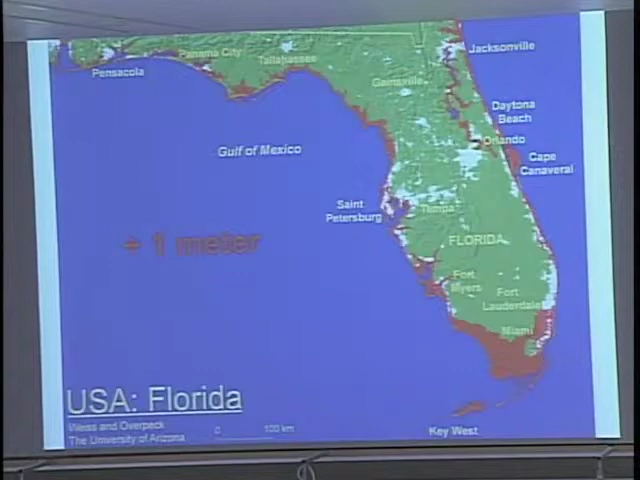 Jacksonville
Panama City
Tallahassee
Pensacola
Gainsville
Daytona
Beach
Orlando
Gulf of Mexico
Cape
Canaveral
Saint
Petersburg
Tampa
+ 1 meter
FLORIDA
Fort
Myers
Fort
Lauderdale
Miami
USA: Florida
Weiss and Overpeck
The University of Arizona
0 100 km
Key West